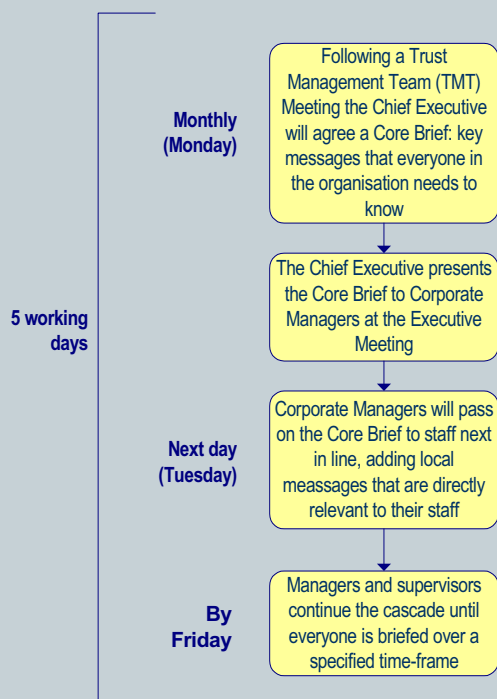 Following a Trust
Management Team (TMT)
Meeting the Chief Executive
will agree a Core Brief: key
messages that everyone in
the organisation needs to
know
Monthly
(Monday)
The Chief Executive presents
the Core Brief to Corporate
Managers at the Executive
Meeting
5 working
days
Corporate Managers will pass
on the Core Brief to staff next
in line, adding local
meassages that are directly
relevant to their staff
Next day
(Tuesday)
Managers and supervisors
continue the cascade until
everyone is briefed over a
specified time-frame
By
Friday